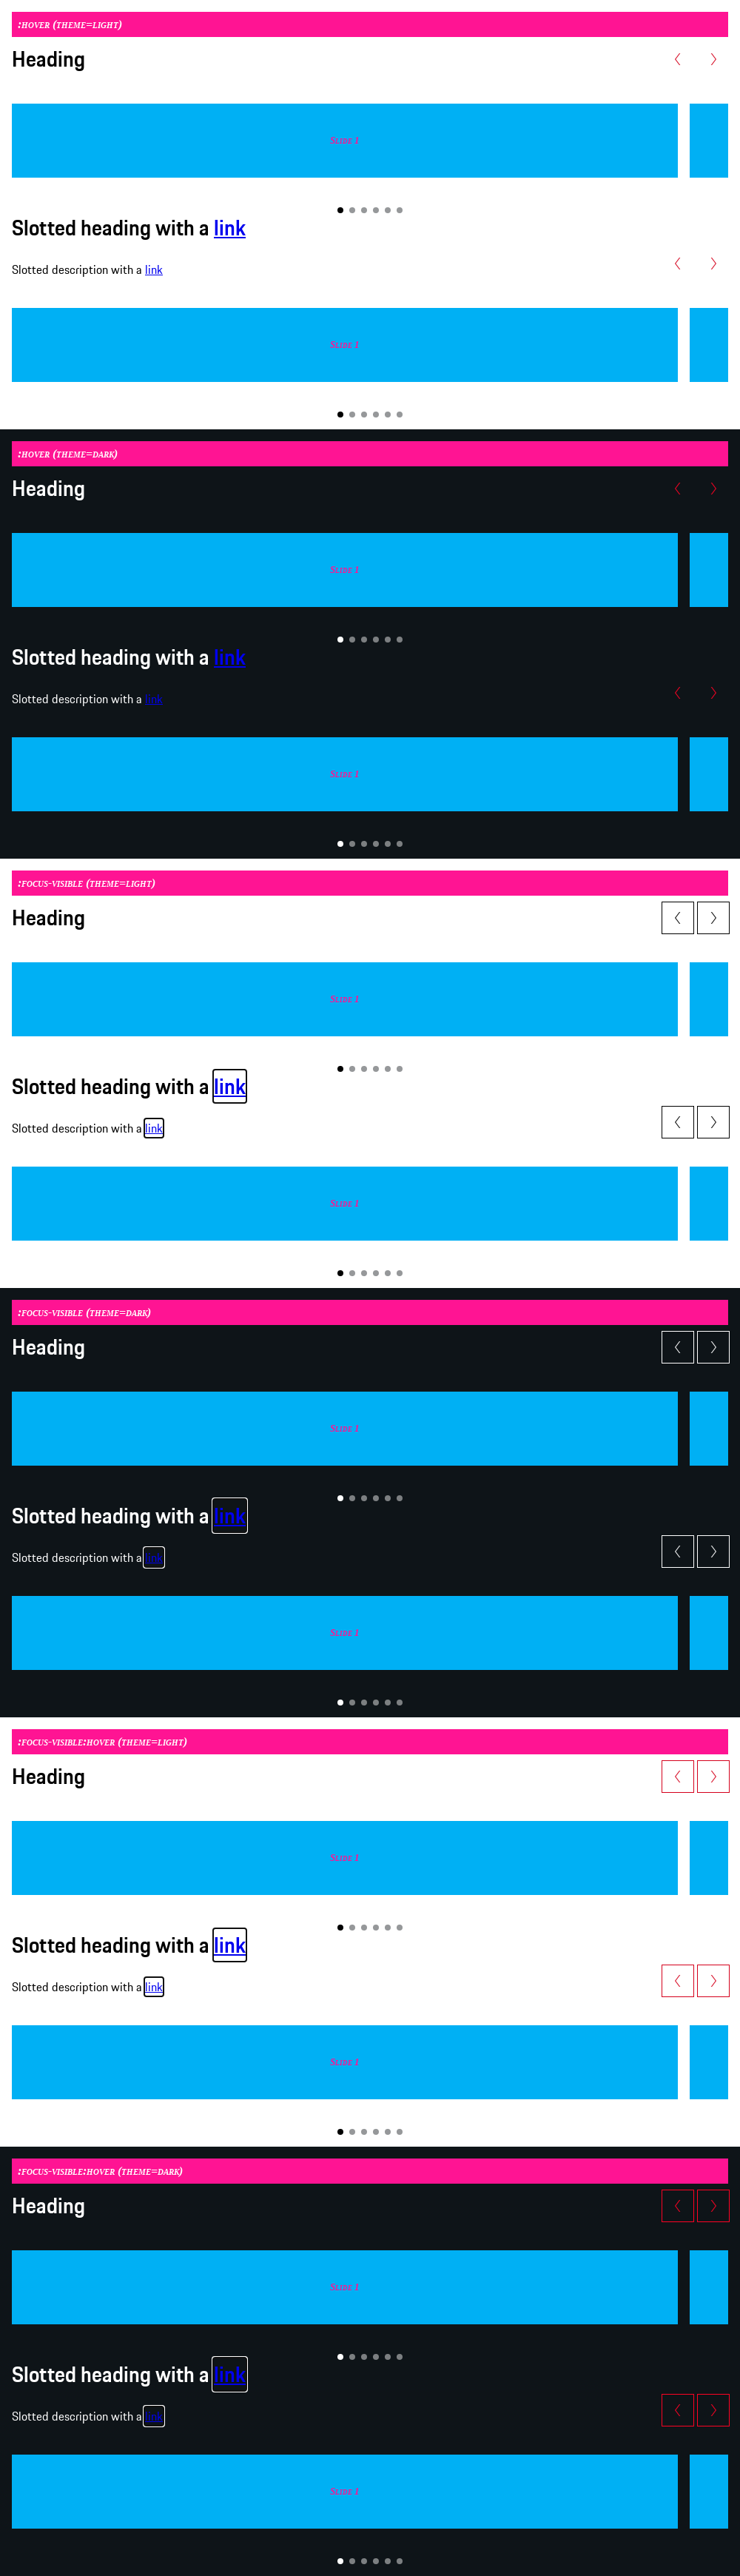 :hover (theme=light)
Heading
Slide 1
Slotted heading with a link
Slotted description with a link
Slide 1
:hover (theme=dark)
Heading
Slide 1
Slotted heading with a link
Slotted description with a link
Slide 1
:focus-visible (theme=light)
Heading
Slide 1
Slotted heading with a link
Slotted description with a link
Slide 1
:focus-visible (theme=dark)
Heading
Slide 1
Slotted heading with a link
Slotted description with a link
Slide 1
:focus-visible:hover (theme=light)
Heading
Slide 1
Slotted heading with a link
Slotted description with a link
Slide 1
:focus-visible:hover (theme=dark)
Heading
Slide 1
Slotted heading with a link
Slotted description with a link
Slide 1